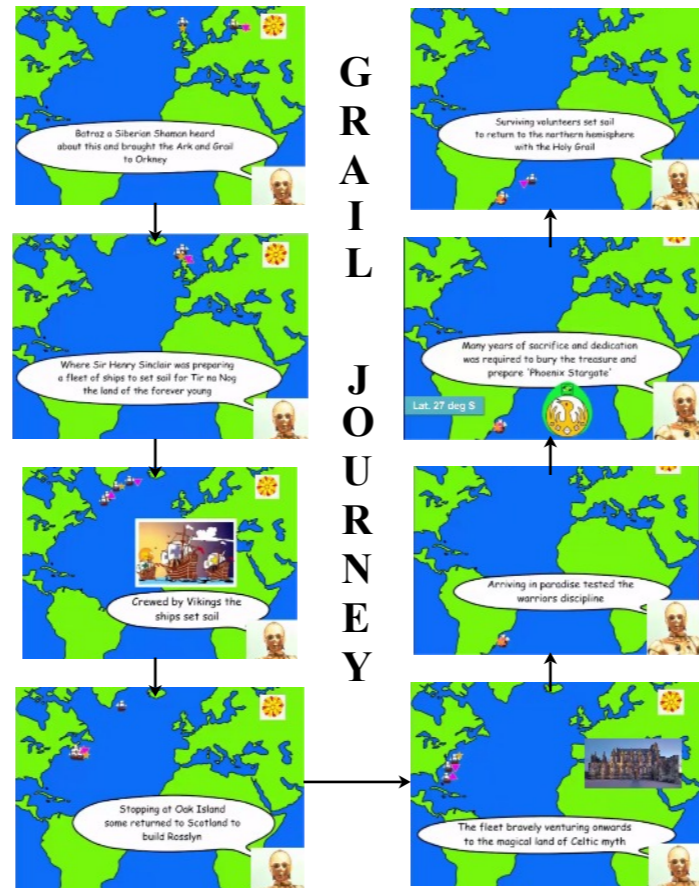 GRAIL JOURNEY
Batraz a Siberian Shaman heard
about this and brought the Ark and Grail
to Orkney
Where Sir Henry Sinclair was preparing
a fleet of ships to set sail for Tir na Nog
the land of the forever young
Crewed by Vikings the
ships set sail
Stopping at Oak Island
some returned to Scotland to
build Rosslyn
The fleet bravely venturing onwards
to the magical land of Celtic myth
Arriving in paradise tested the
warriors discipline
Many years of sacrifice and dedication
was required to bury the treasure and
prepare 'Phoenix Stargate'
Lat. 27 deg S
Surviving volunteers set sail
to return to the northern hemisphere
with the Holy Grail